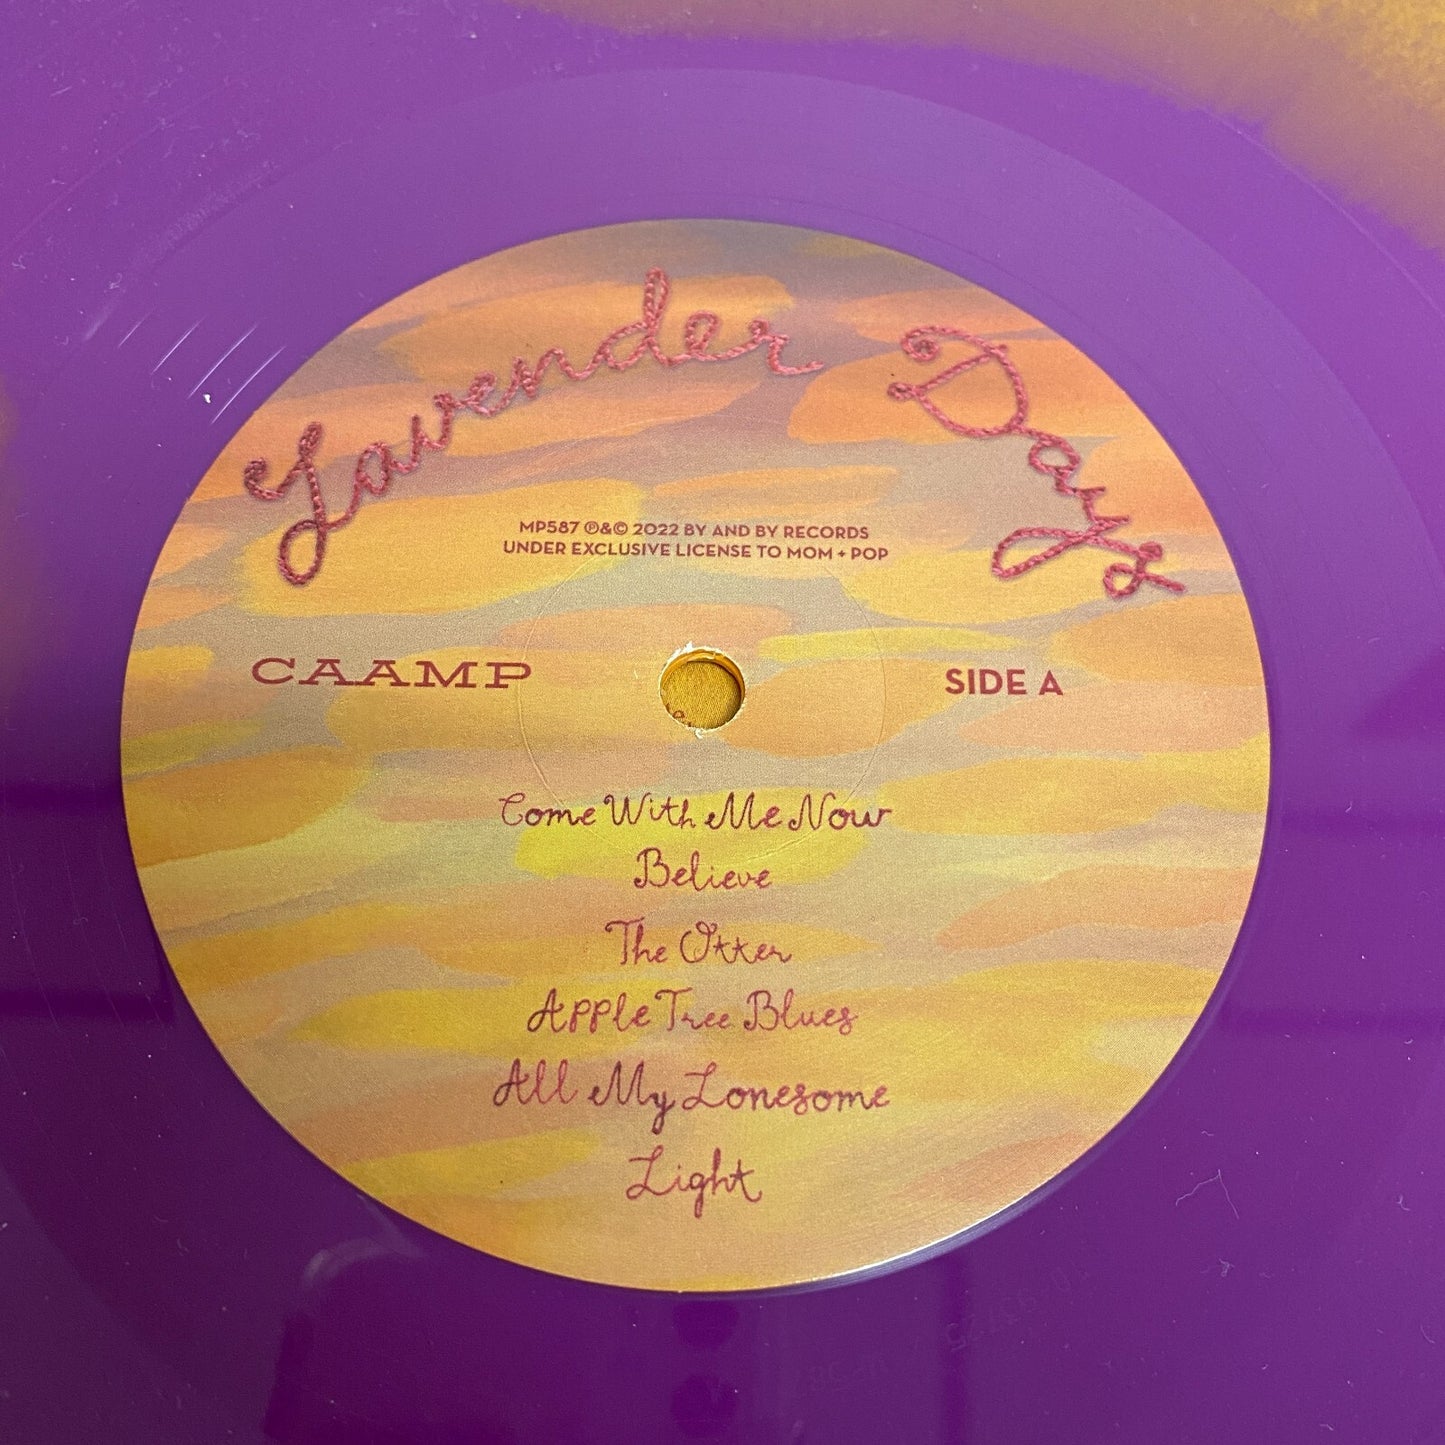 Lavender Days
MP587 ℗&© 2022 BY AND BY RECORDS
UNDER EXCLUSIVE LICENSE TO MOM + POP
CAAMP
SIDE A
Come With Me Now
Believe
The Otter
Apple Tree Blues
All My Lonesome
Light